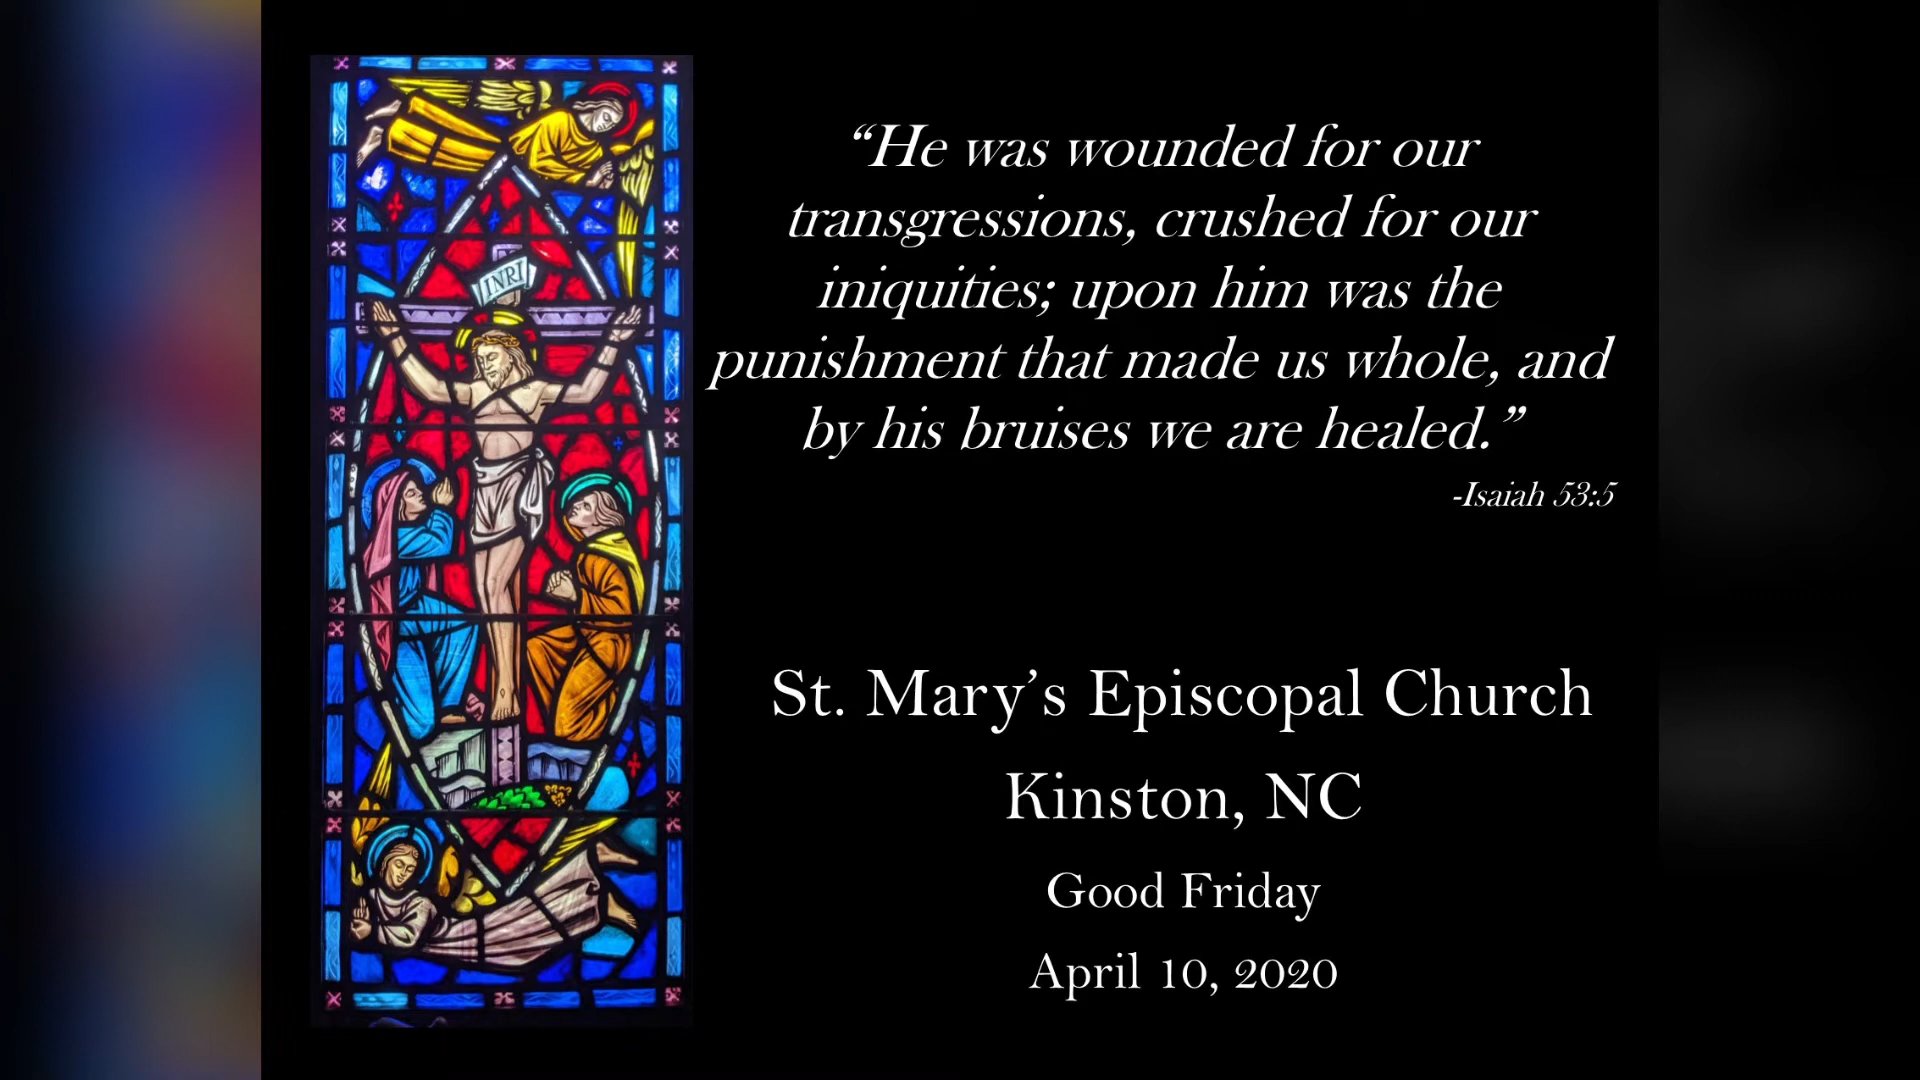 INRI
“He was wounded for our
transgressions, crushed for our
iniquities; upon him was the
punishment that made us whole, and
by his bruises we are healed.”
-Isaiah 53:5
St. Mary’s Episcopal Church
Kinston, NC
Good Friday
April 10, 2020